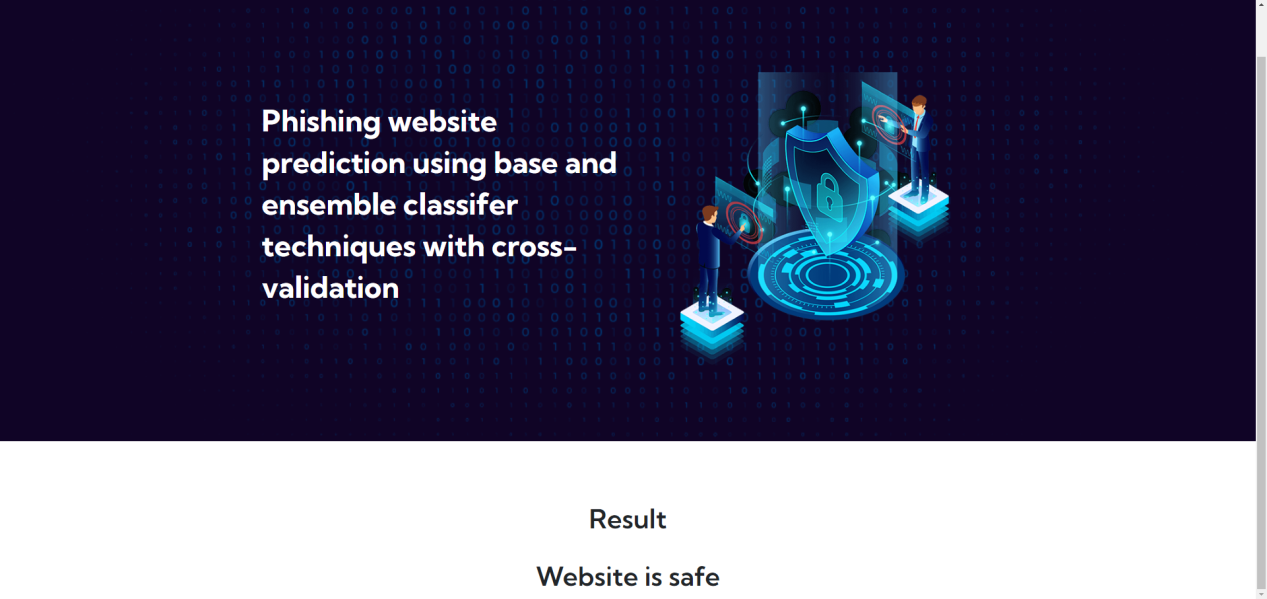 Phishing website
prediction using base and
ensemble classifer
techniques with cross-
validation
Result
Website is safe